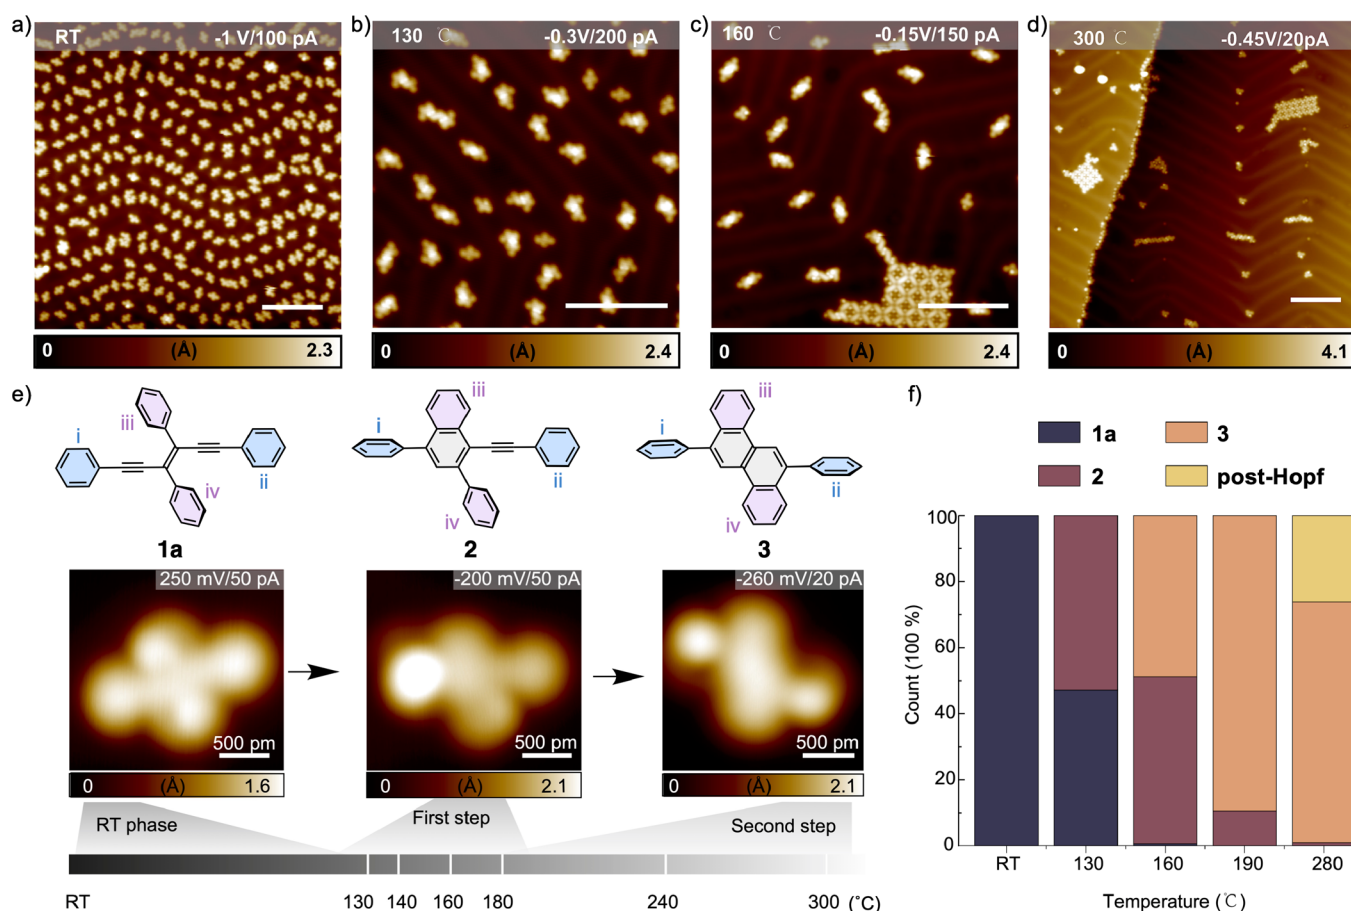 a)
RT -1 V/100 pA
0 (Å) 2.3
b)
130 ℃ -0.3V/200 pA
0 (Å) 2.4
c)
160 ℃ -0.15V/150 pA
0 (Å) 2.4
d)
300 ℃ -0.45V/20pA
0 (Å) 4.1
e)
i
iii
iv
ii
1a
i
iii
iv
ii
2
i
iii
iv
ii
3
250 mV/50 pA
500 pm
0 (Å) 1.6
-200 mV/50 pA
500 pm
0 (Å) 2.1
-260 mV/20 pA
500 pm
0 (Å) 2.1
RT phase
First step
Second step
RT 130 140 160 180 240 300 (℃)
f)
1a 3
2 post-Hopf
Count (100 %)
100
80
60
40
20
0
RT 130 160 190 280
Temperature (℃)